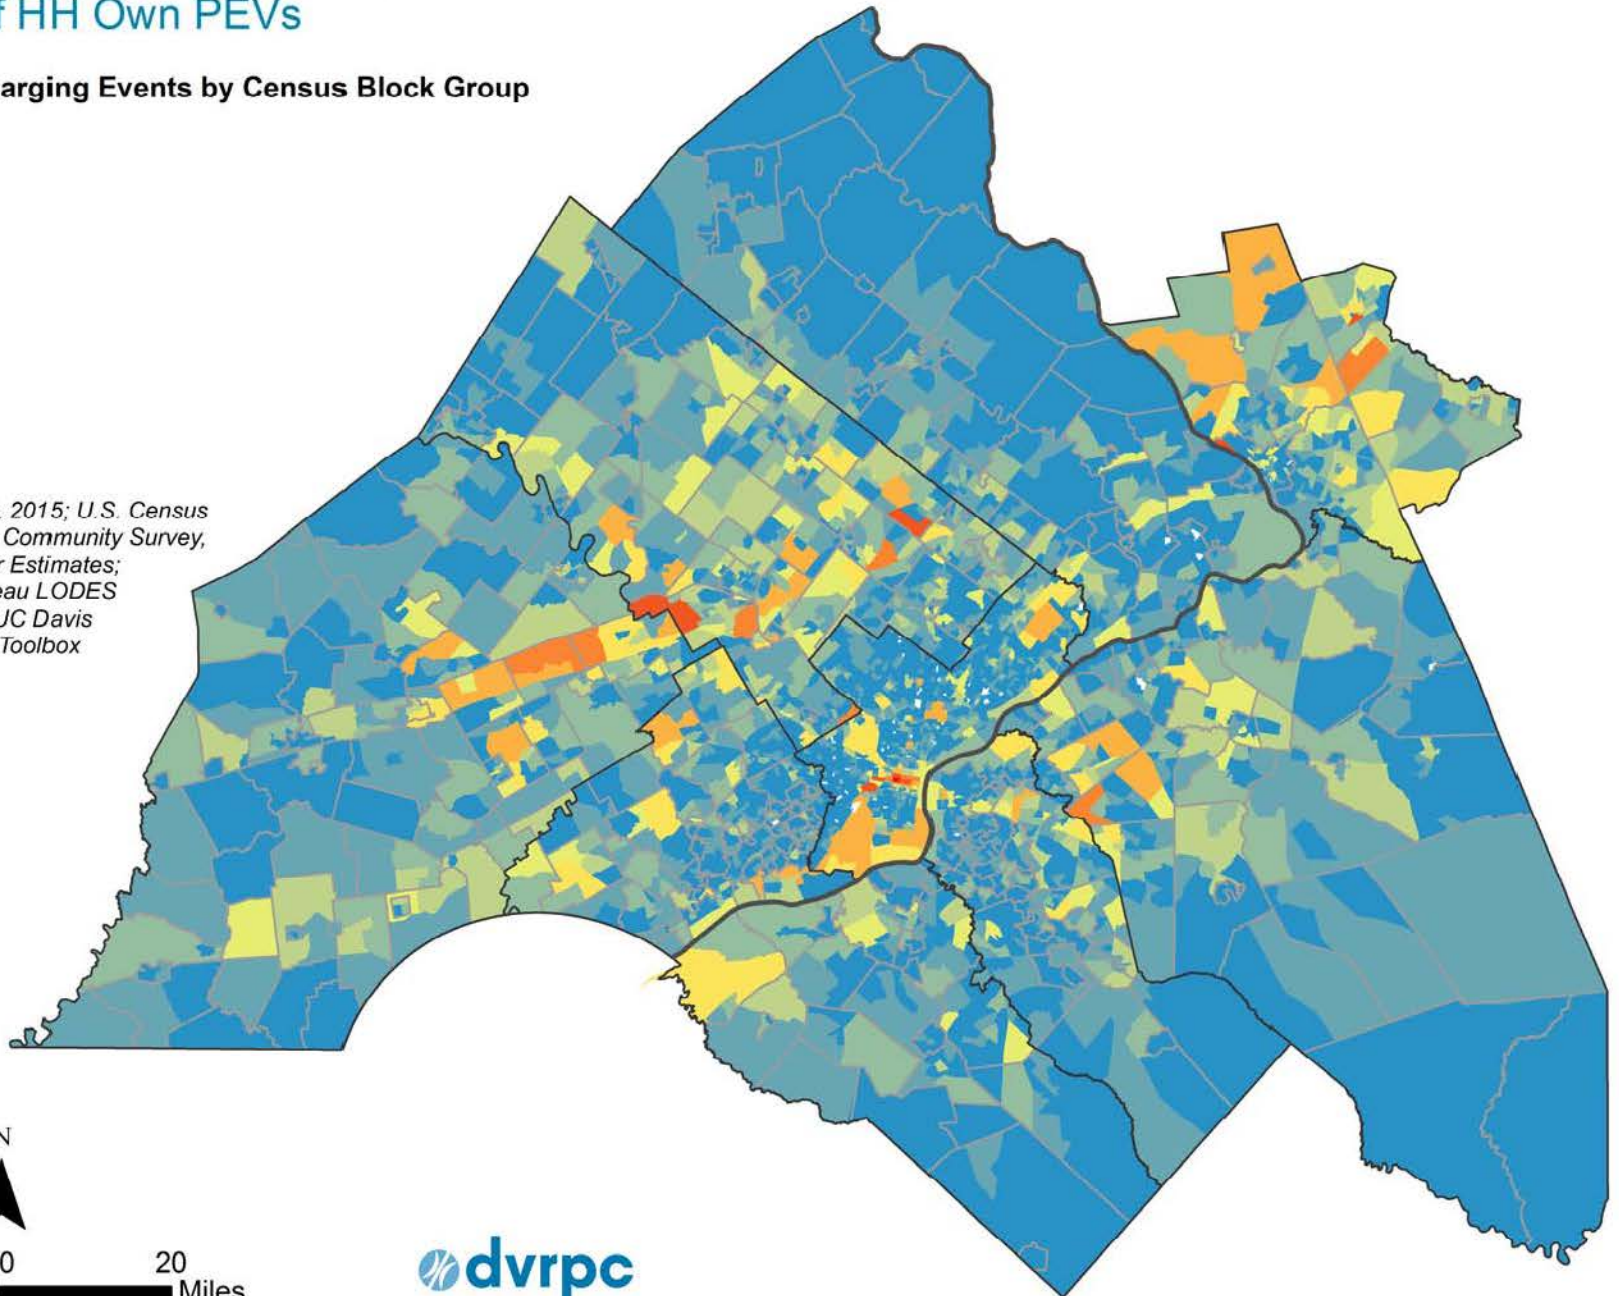 HH Own PEVs
arging Events by Census Block Group
2015; U.S. Census
Community Survey,
r Estimates;
eau LODES
UC Davis
Toolbox
N
0 20
Miles
dvrpc